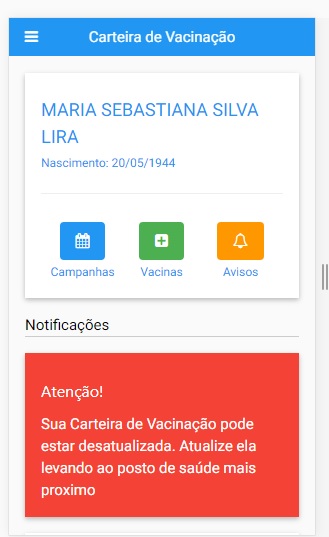 Carteira de Vacinação
MARIA SEBASTIANA SILVA
LIRA
Nascimento: 20/05/1944
Campanhas
Vacinas
Avisos
Notificações
Atenção!
Sua Carteira de Vacinação pode
estar desatualizada. Atualize ela
levando ao posto de saúde mais
proximo